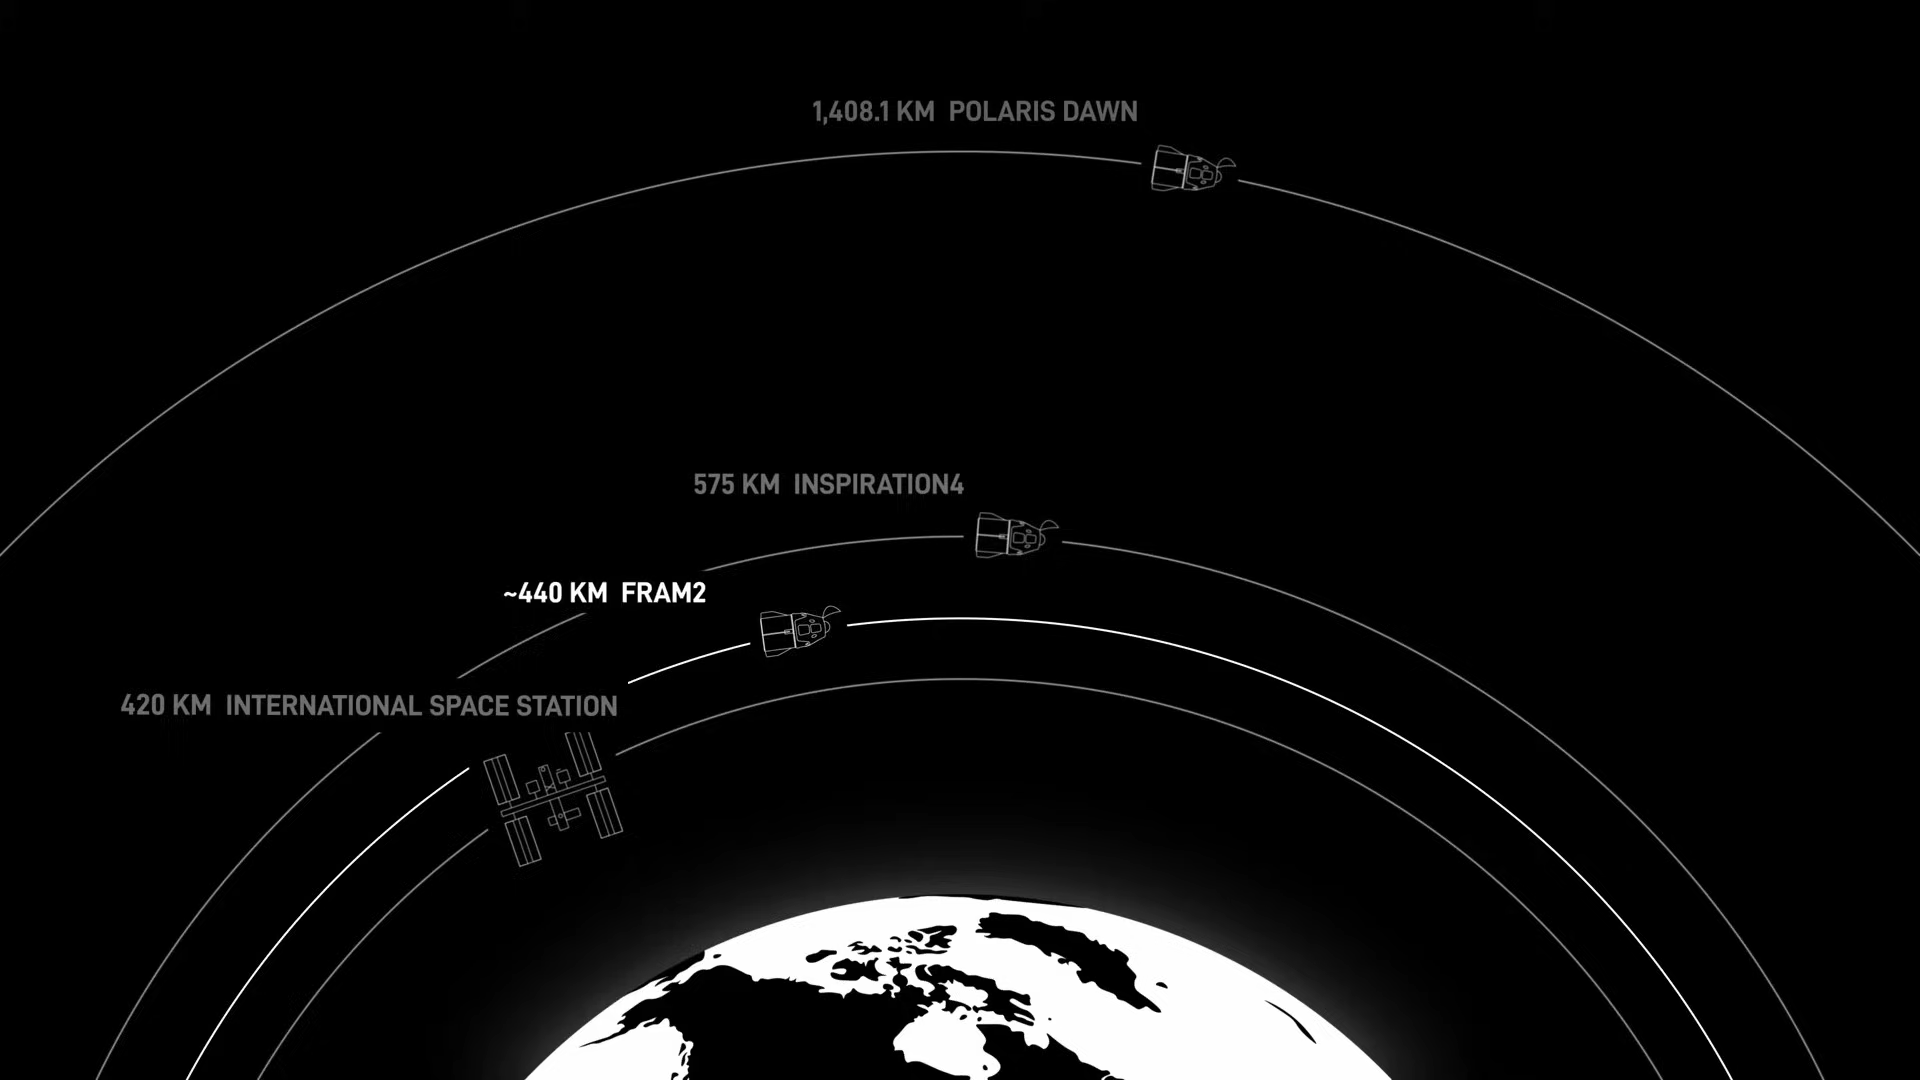 1,408.1 KM  POLARIS DAWN
575 KM  INSPIRATION4
~440 KM  FRAM2
420 KM  INTERNATIONAL SPACE STATION